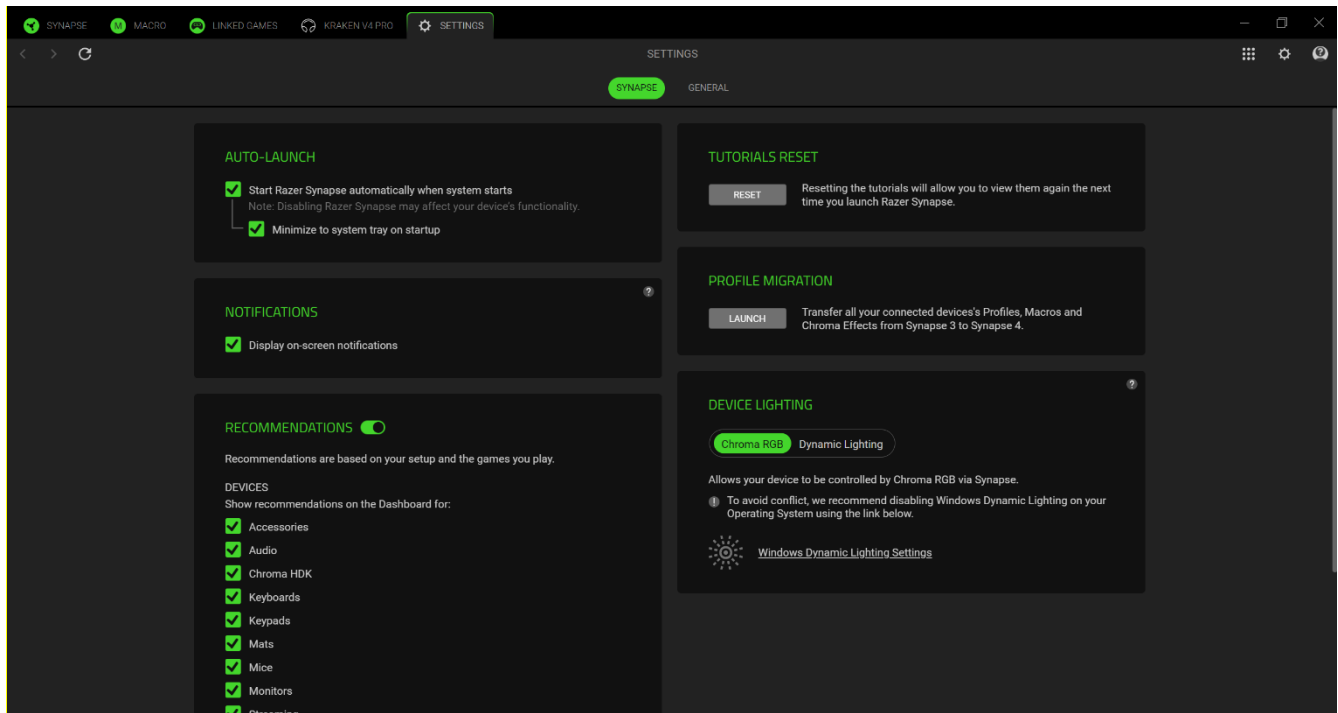 SYNAPSE
M MACRO
LINKED GAMES
KRAKEN V4 PRO
SETTINGS
SETTINGS
SYNAPSE
GENERAL
AUTO-LAUNCH
Start Razer Synapse automatically when system starts
Note: Disabling Razer Synapse may affect your device's functionality.
Minimize to system tray on startup
?
NOTIFICATIONS
Display on-screen notifications
RECOMMENDATIONS
Recommendations are based on your setup and the games you play.
DEVICES
Show recommendations on the Dashboard for:
Accessories
Audio
Chroma HDK
Keyboards
Keypads
Mats
Mice
Monitors
Streaming
TUTORIALS RESET
RESET
Resetting the tutorials will allow you to view them again the next
time you launch Razer Synapse.
PROFILE MIGRATION
LAUNCH
Transfer all your connected devices's Profiles, Macros and
Chroma Effects from Synapse 3 to Synapse 4.
?
DEVICE LIGHTING
Chroma RGB
Dynamic Lighting
Allows your device to be controlled by Chroma RGB via Synapse.
! To avoid conflict, we recommend disabling Windows Dynamic Lighting on your
Operating System using the link below.
Windows Dynamic Lighting Settings